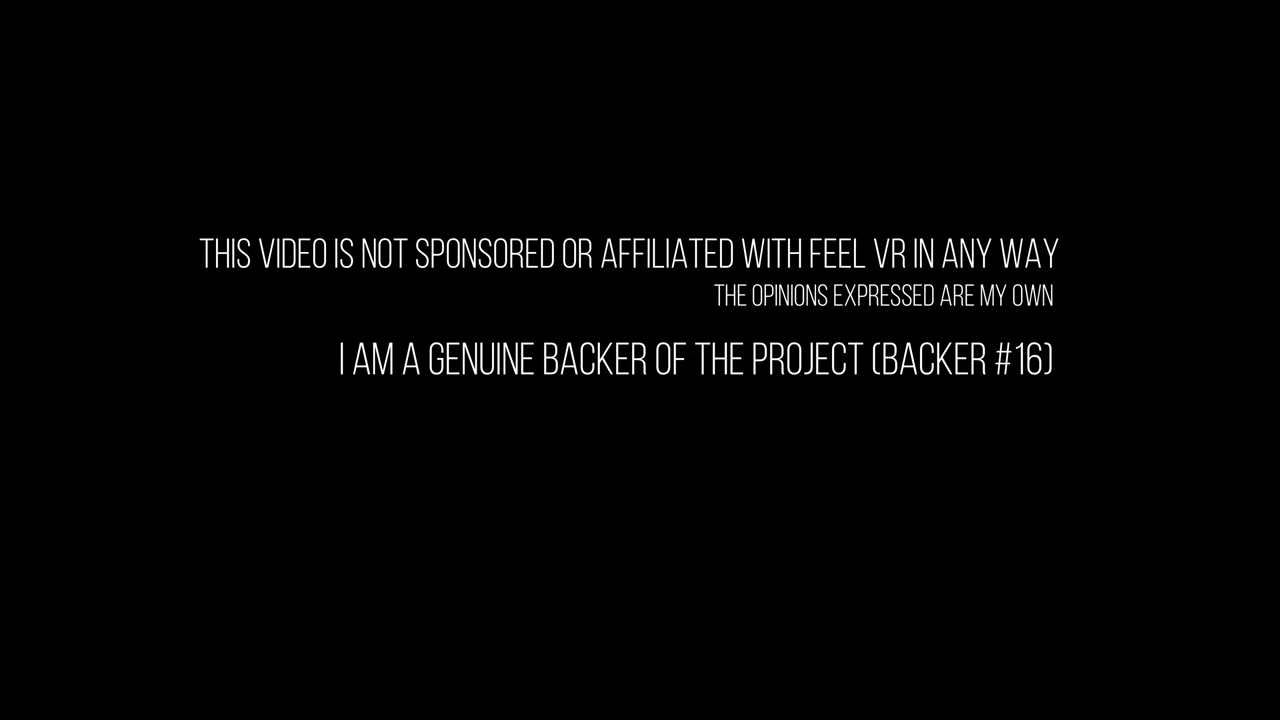 THIS VIDEO IS NOT SPONSORED OR AFFILIATED WITH FEEL VR IN ANY WAY
THE OPINIONS EXPRESSED ARE MY OWN
I AM A GENUINE BACKER OF THE PROJECT (BACKER #16)